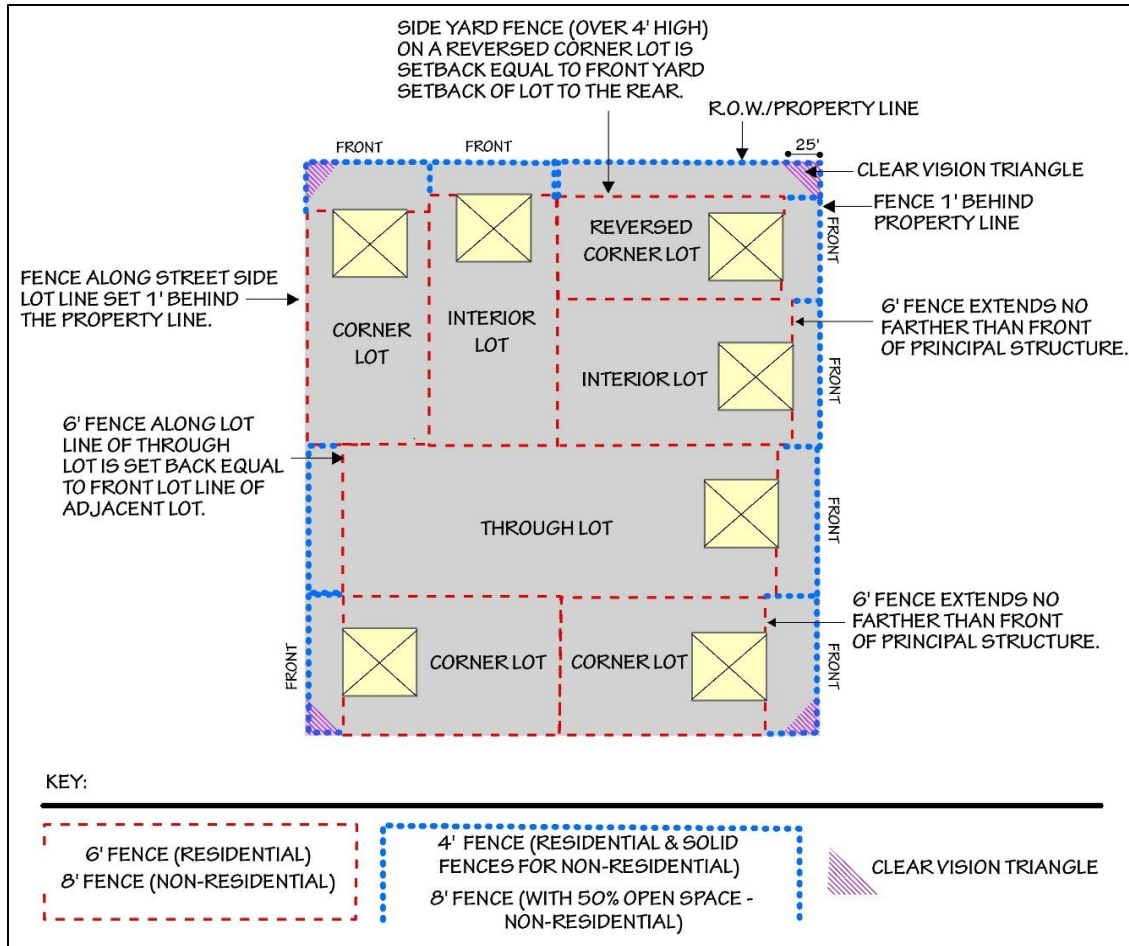 SIDE YARD FENCE (OVER 4' HIGH)
ON A REVERSED CORNER LOT IS
SETBACK EQUAL TO FRONT YARD
SETBACK OF LOT TO THE REAR.
R.O.W./PROPERTY LINE
25'
FRONT
FRONT
CLEAR VISION TRIANGLE
FENCE 1' BEHIND
PROPERTY LINE
FRONT
REVERSED
CORNER LOT
FENCE ALONG STREET SIDE
LOT LINE SET 1' BEHIND
THE PROPERTY LINE.
CORNER
LOT
INTERIOR
LOT
6' FENCE EXTENDS NO
FARTHER THAN FRONT
OF PRINCIPAL STRUCTURE.
INTERIOR LOT
FRONT
6' FENCE ALONG LOT
LINE OF THROUGH
LOT IS SET BACK EQUAL
TO FRONT LOT LINE OF
ADJACENT LOT.
THROUGH LOT
FRONT
6' FENCE EXTENDS NO
FARTHER THAN FRONT
OF PRINCIPAL STRUCTURE.
FRONT
CORNER LOT
CORNER LOT
FRONT
KEY:
6' FENCE (RESIDENTIAL)
8' FENCE (NON-RESIDENTIAL)
4' FENCE (RESIDENTIAL & SOLID
FENCES FOR NON-RESIDENTIAL)
8' FENCE (WITH 50% OPEN SPACE -
NON-RESIDENTIAL)
CLEAR VISION TRIANGLE